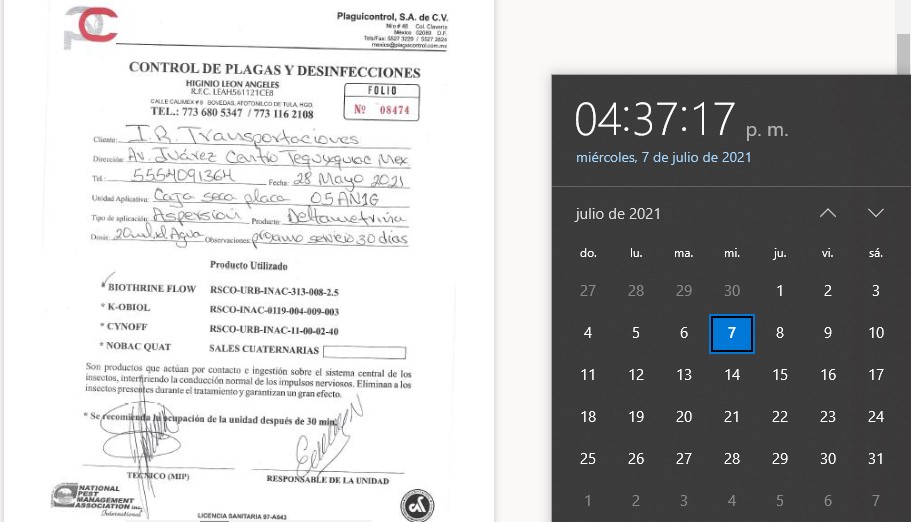 PC
Plaguicontrol, S.A. de C.V.
México 02080 D.F.
Tels/Fax: 5527 3229 / 5527 2824
mexico@plaguicontrol.com.mx
CONTROL DE PLAGAS Y DESINFECCIONES
HIGINIO LEON ANGELES
R.F.C. LEAH561121CE8
CALLE CALIMEX # 9 BOVEDAS, ATOTONILCO DE TULA, HGO.
TEL.: 773 680 5347 / 773 116 2108
FOLIO
Nº 08474
Cliente: I.R. Transportaciones
Dirección: Av. Juárez Centro Tequixquiac Mex
Tel.: 5554091364 Fecha: 28 Mayo 2021
Unidad Aplicativa: Caja seca placa 05AN1G
Tipo de aplicación: Aspersión Producto: Deltametrina
Dosis: 20ml.xl.Agua Observaciones: próximo servicio 30 dias
Producto Utilizado
* BIOTHRINE FLOW RSCO-URB-INAC-313-008-2.5
* K-OBIOL RSCO-INAC-0119-004-009-003
* CYNOFF RSCO-URB-INAC-11-00-02-40
* NOBAC QUAT SALES CUATERNARIAS
Son productos que actúan por contacto e ingestión sobre el sistema central de los
insectos, interfiriendo la conducción normal de los impulsos nerviosos. Eliminan a los
insectos presentes durante el tratamiento y garantizan un gran efecto.
* Se recomienda la ocupación de la unidad después de 30 min.
TECNICO (MIP)
RESPONSABLE DE LA UNIDAD
NATIONAL
PEST
MANAGEMENT
ASSOCIATION Inc.
International
LICENCIA SANITARIA 97-A043
04:37:17 p. m.
miércoles, 7 de julio de 2021
julio de 2021
do. lu. ma. mi. ju. vi. sá.
27 28 29 30 1 2 3
4 5 6 7 8 9 10
11 12 13 14 15 16 17
18 19 20 21 22 23 24
25 26 27 28 29 30 31
1 2 3 4 5 6 7